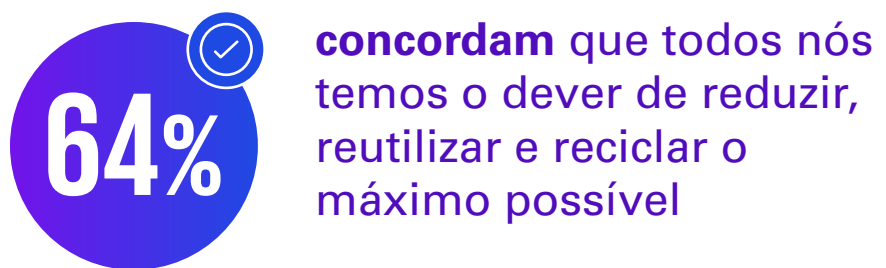 64%
concordam que todos nós
temos o dever de reduzir,
reutilizar e reciclar o
máximo possível